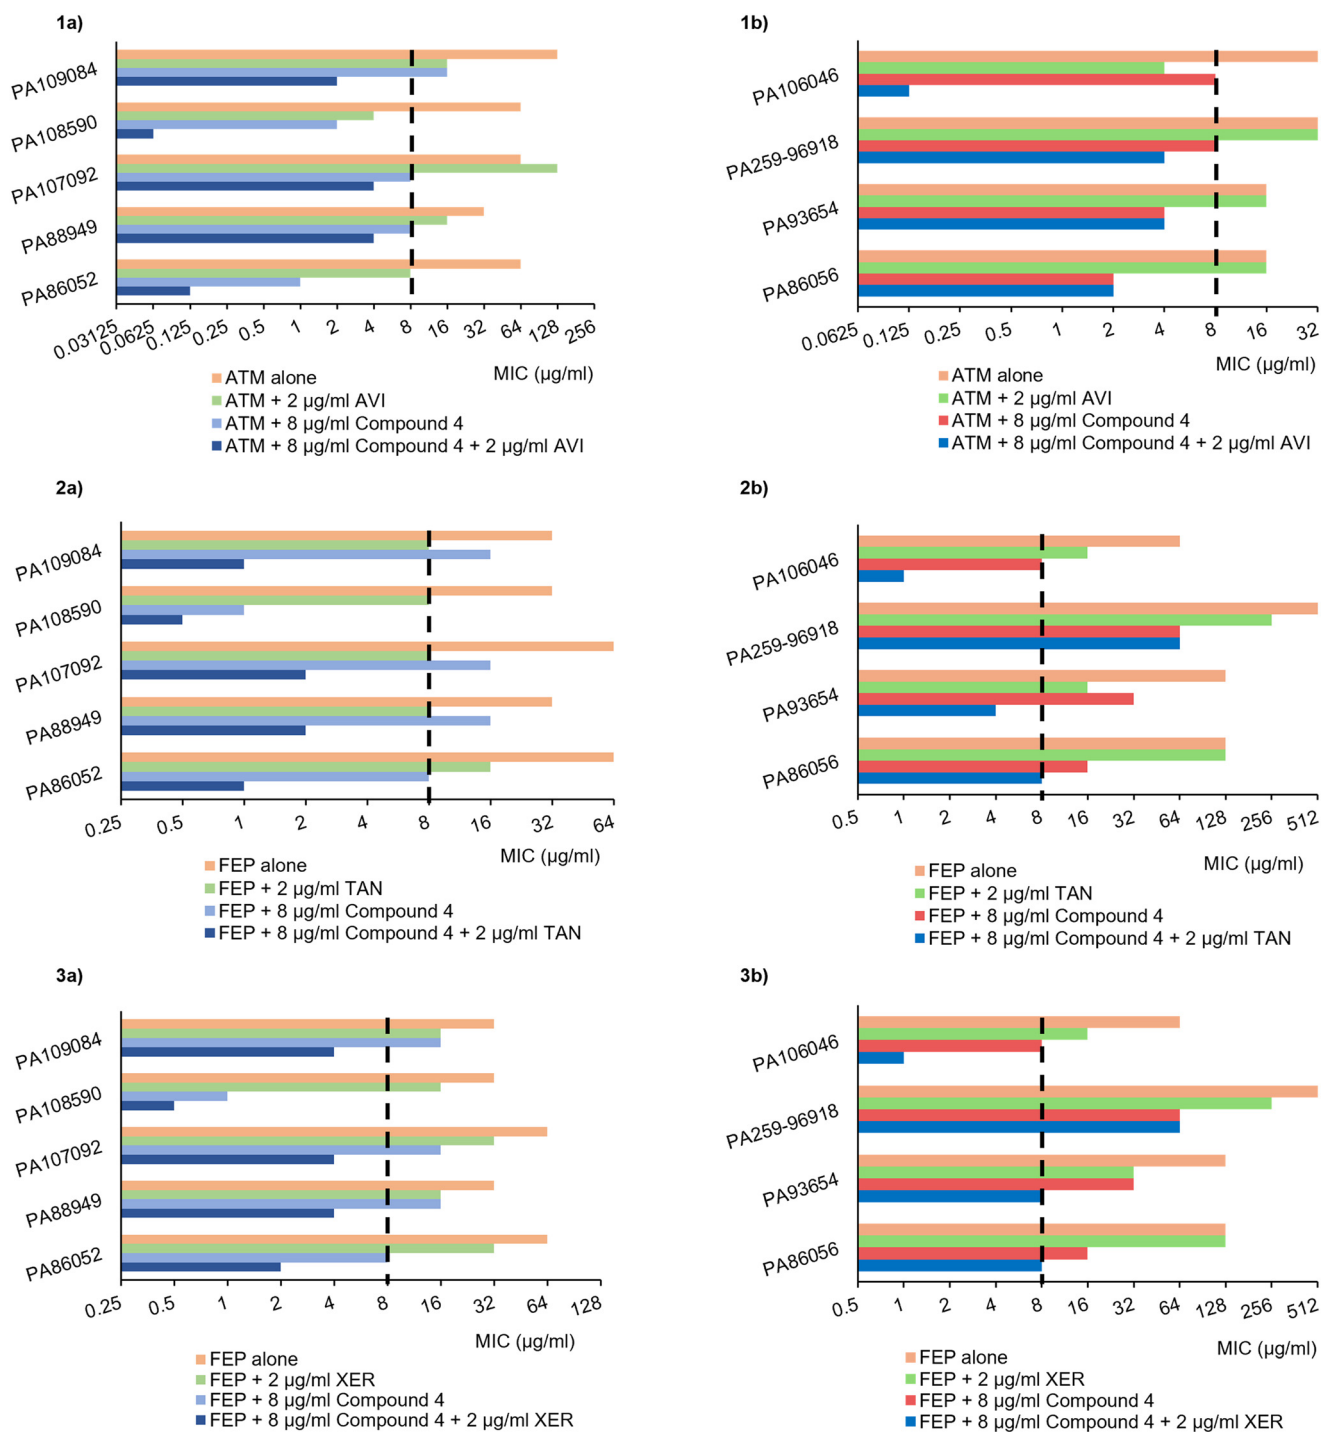 1a)
PA109084
PA108590
PA107092
PA88949
PA86052
0.03125 0.0625 0.125 0.25 0.5 1 2 4 8 16 32 64 128 256
MIC (µg/ml)
ATM alone
ATM + 2 µg/ml AVI
ATM + 8 µg/ml Compound 4
ATM + 8 µg/ml Compound 4 + 2 µg/ml AVI
1b)
PA106046
PA259-96918
PA93654
PA86056
0.0625 0.125 0.25 0.5 1 2 4 8 16 32
MIC (µg/ml)
ATM alone
ATM + 2 µg/ml AVI
ATM + 8 µg/ml Compound 4
ATM + 8 µg/ml Compound 4 + 2 µg/ml AVI
2a)
PA109084
PA108590
PA107092
PA88949
PA86052
0.25 0.5 1 2 4 8 16 32 64
MIC (µg/ml)
FEP alone
FEP + 2 µg/ml TAN
FEP + 8 µg/ml Compound 4
FEP + 8 µg/ml Compound 4 + 2 µg/ml TAN
2b)
PA106046
PA259-96918
PA93654
PA86056
0.5 1 2 4 8 16 32 64 128 256 512
MIC (µg/ml)
FEP alone
FEP + 2 µg/ml TAN
FEP + 8 µg/ml Compound 4
FEP + 8 µg/ml Compound 4 + 2 µg/ml TAN
3a)
PA109084
PA108590
PA107092
PA88949
PA86052
0.25 0.5 1 2 4 8 16 32 64 128
MIC (µg/ml)
FEP alone
FEP + 2 µg/ml XER
FEP + 8 µg/ml Compound 4
FEP + 8 µg/ml Compound 4 + 2 µg/ml XER
3b)
PA106046
PA259-96918
PA93654
PA86056
0.5 1 2 4 8 16 32 64 128 256 512
MIC (µg/ml)
FEP alone
FEP + 2 µg/ml XER
FEP + 8 µg/ml Compound 4
FEP + 8 µg/ml Compound 4 + 2 µg/ml XER